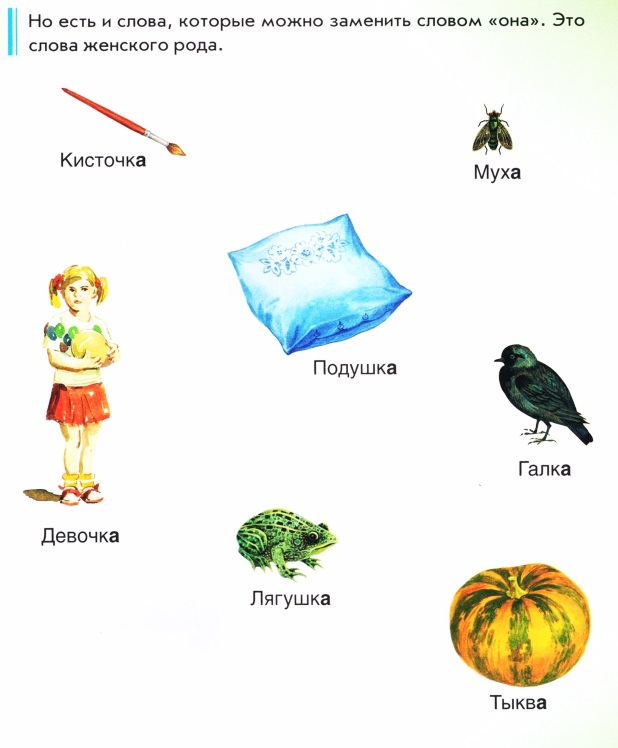 Но есть и слова, которые можно заменить словом «она». Это
слова женского рода.
Кисточка
Муха
Подушка
Галка
Девочка
Лягушка
Тыква